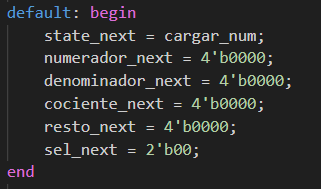 default: begin
    state_next = cargar_num;
    numerador_next = 4'b0000;
    denominador_next = 4'b0000;
    cociente_next = 4'b0000;
    resto_next = 4'b0000;
    sel_next = 2'b00;
end